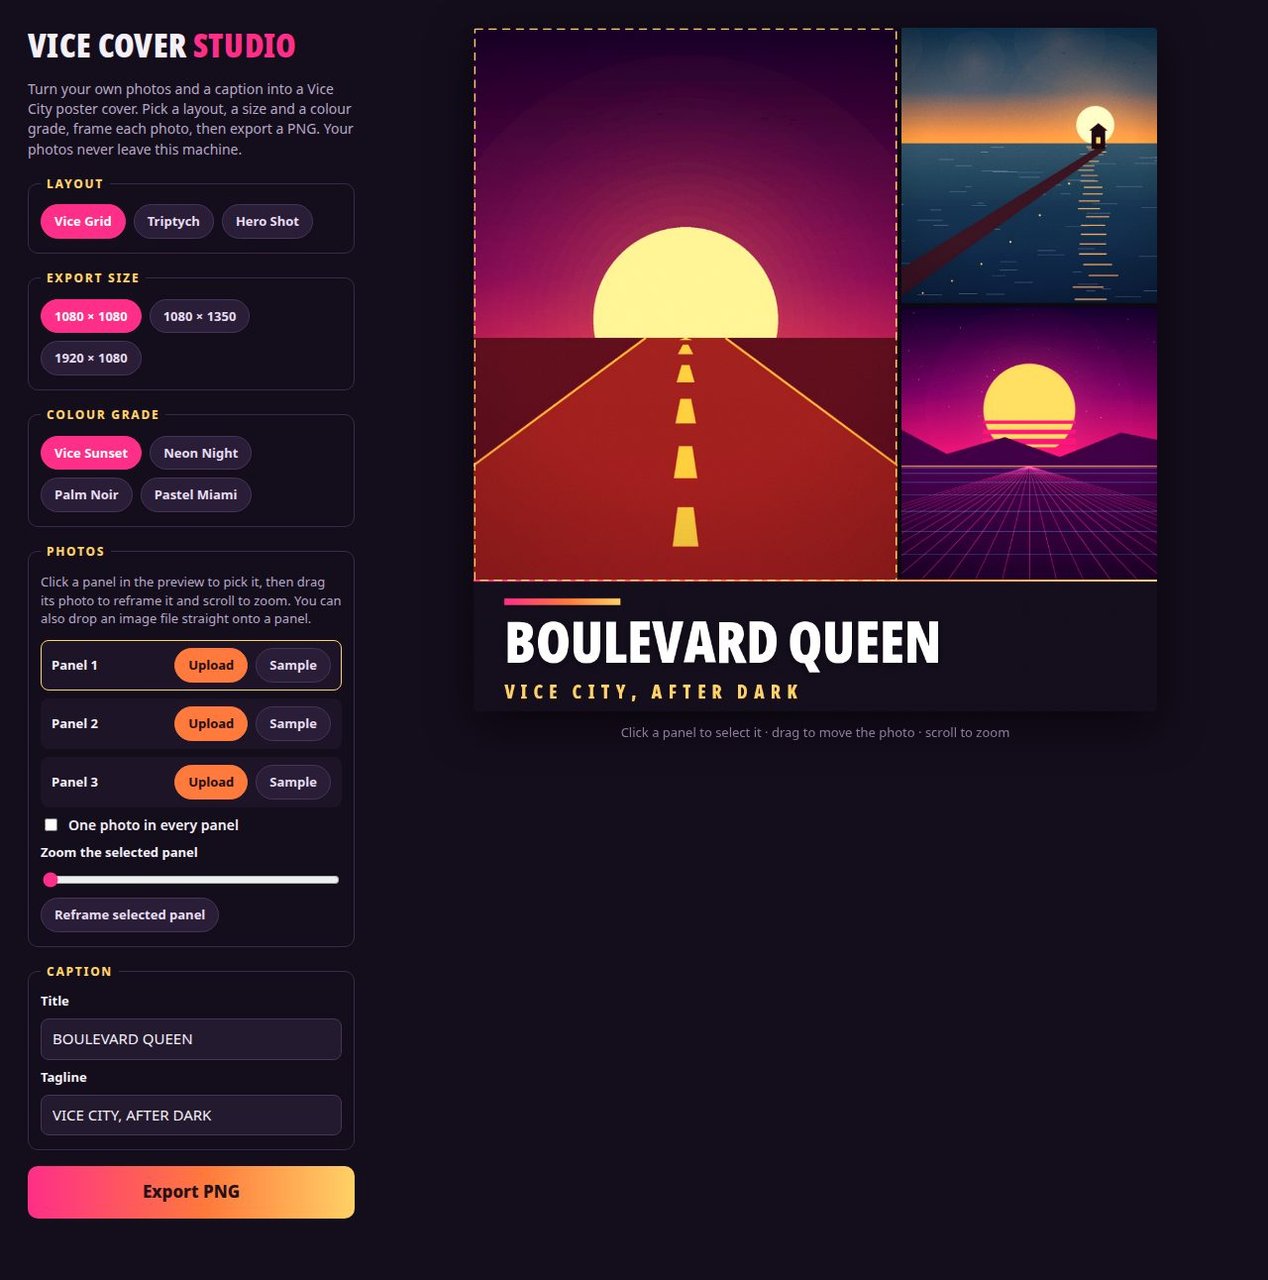 VICE COVER STUDIO
Turn your own photos and a caption into a Vice
City poster cover. Pick a layout, a size and a colour
grade, frame each photo, then export a PNG. Your
photos never leave this machine.
LAYOUT
Vice Grid
Triptych
Hero Shot
EXPORT SIZE
1080 × 1080
1080 × 1350
1920 × 1080
COLOUR GRADE
Vice Sunset
Neon Night
Palm Noir
Pastel Miami
PHOTOS
Click a panel in the preview to pick it, then drag
its photo to reframe it and scroll to zoom. You can
also drop an image file straight onto a panel.
Panel 1
Upload
Sample
Panel 2
Upload
Sample
Panel 3
Upload
Sample
One photo in every panel
Zoom the selected panel
Reframe selected panel
CAPTION
Title
BOULEVARD QUEEN
Tagline
VICE CITY, AFTER DARK
Export PNG
BOULEVARD QUEEN
VICE CITY, AFTER DARK
Click a panel to select it · drag to move the photo · scroll to zoom